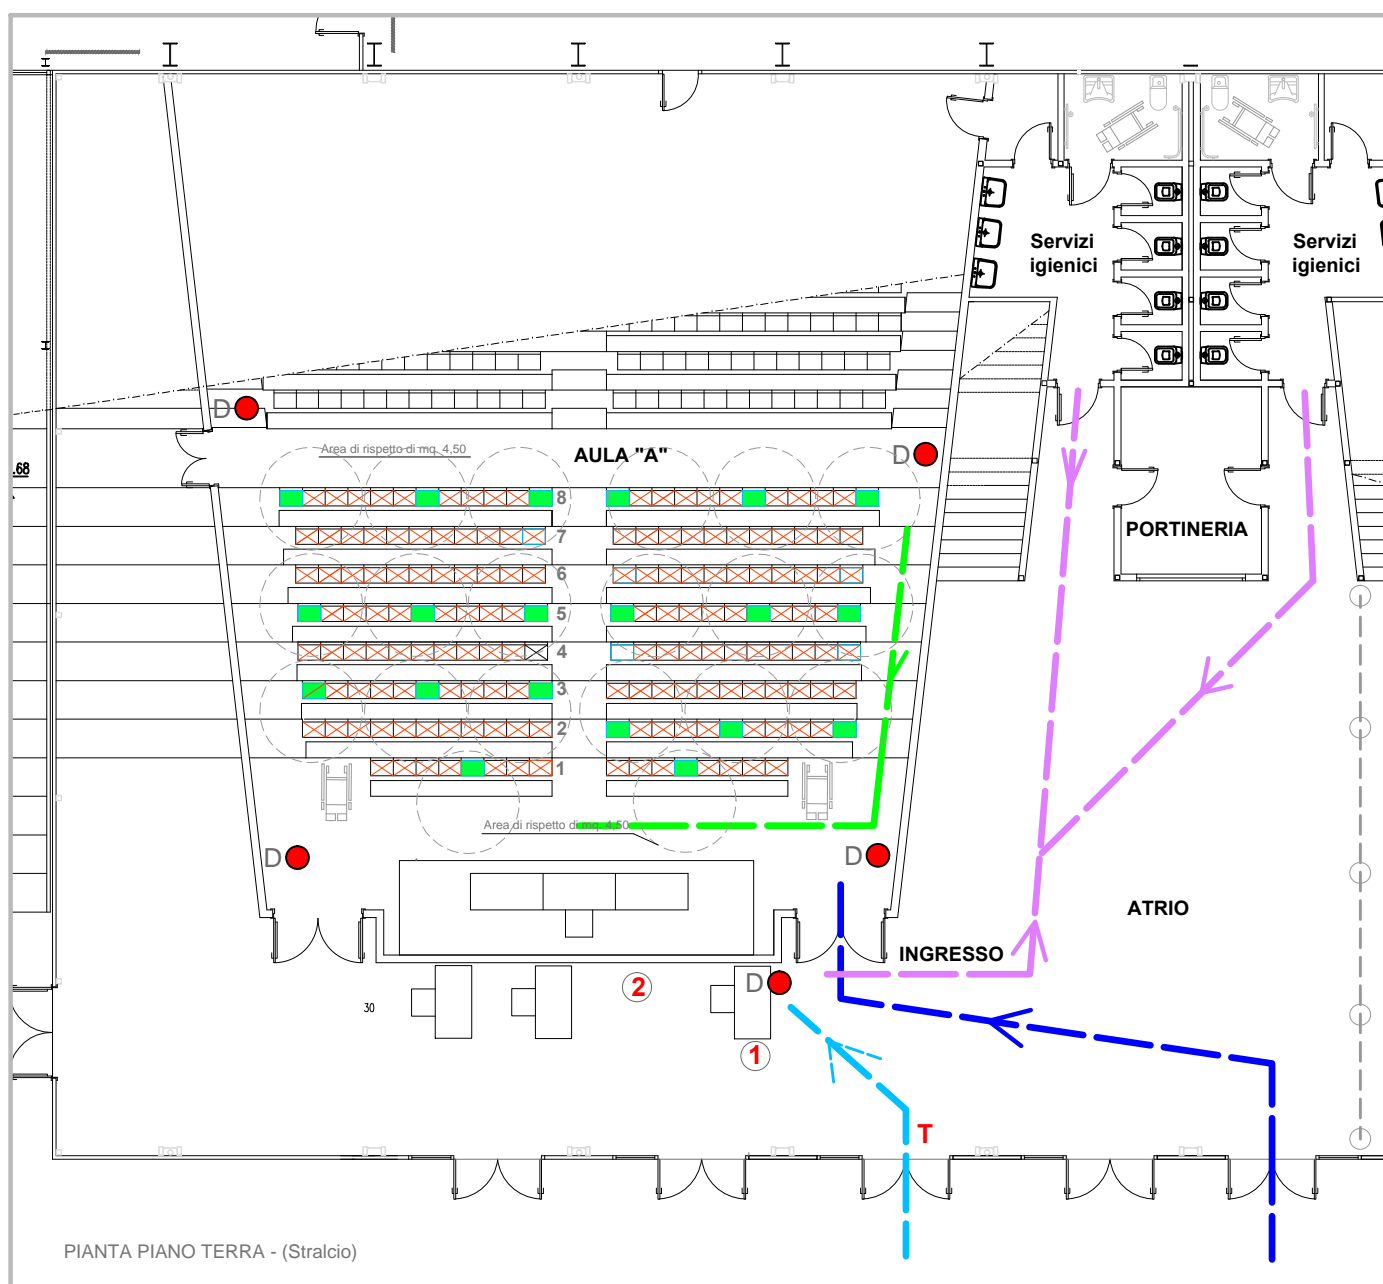 Servizi
igienici
Servizi
igienici
D
Area di rispetto di mq. 4,50
AULA "A"
D
.68
8
7
PORTINERIA
6
5
4
3
2
1
Area di rispetto di mq. 4,50
D
D
ATRIO
INGRESSO
D
2
30
1
T
PIANTA PIANO TERRA - (Stralcio)